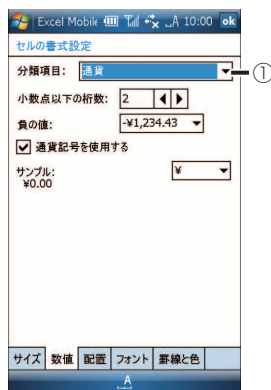 Excel Mobile A 10:00 ok
セルの書式設定
分類項目: 通貨 ①
小数点以下の桁数: 2
負の値: -¥1,234.43
通貨記号を使用する
サンプル: ¥
¥0.00
サイズ 数値 配置 フォント 罫線と色
A